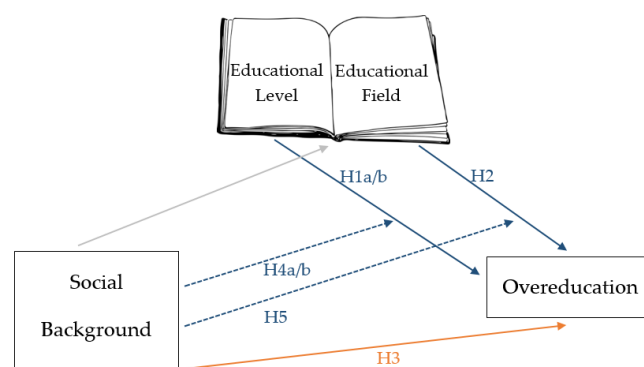 Educational
Level
Educational
Field
H1a/b
H2
H4a/b
H5
Social
Background
Overeducation
H3